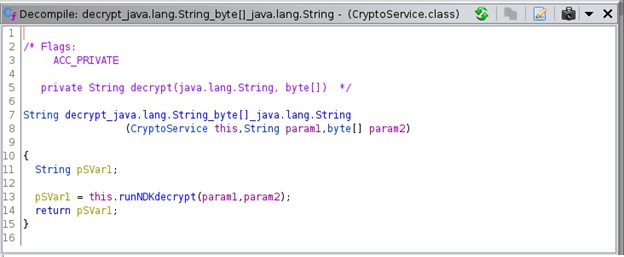 Decompile: decrypt_java.lang.String_byte[]_java.lang.String - (CryptoService.class)
1
2 /* Flags:
3 ACC_PRIVATE
4
5 private String decrypt(java.lang.String, byte[]) */
6
7 String decrypt_java.lang.String_byte[]_java.lang.String
8 (CryptoService this,String param1,byte[] param2)
9
10 {
11 String pSVar1;
12
13 pSVar1 = this.runNDKdecrypt(param1,param2);
14 return pSVar1;
15 }
16